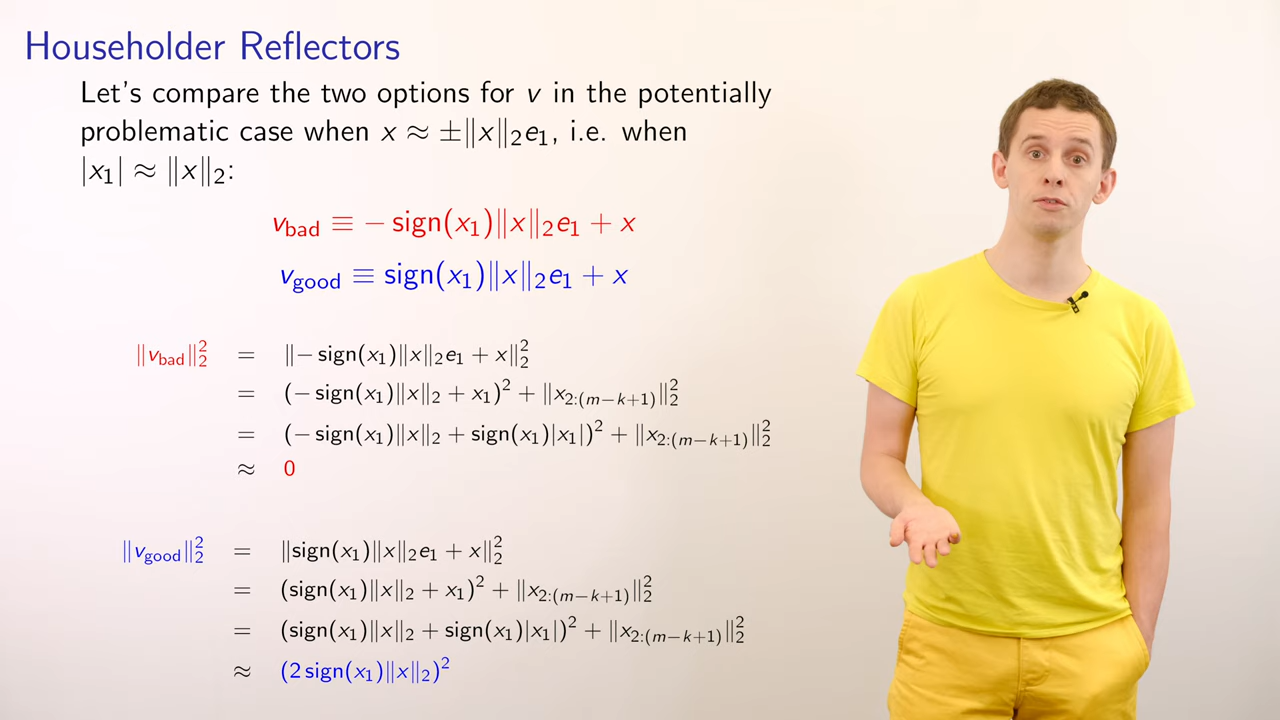 Householder Reflectors
Let's compare the two options for v in the potentially
problematic case when x ≈ ±‖x‖₂e₁, i.e. when
|x₁| ≈ ‖x‖₂:
v_bad ≡ − sign(x₁)‖x‖₂e₁ + x
v_good ≡ sign(x₁)‖x‖₂e₁ + x
‖v_bad‖₂² = ‖− sign(x₁)‖x‖₂e₁ + x‖₂²
= (− sign(x₁)‖x‖₂ + x₁)² + ‖x_{2:(m−k+1)}‖₂²
= (− sign(x₁)‖x‖₂ + sign(x₁)|x₁|)² + ‖x_{2:(m−k+1)}‖₂²
≈ 0
‖v_good‖₂² = ‖sign(x₁)‖x‖₂e₁ + x‖₂²
= (sign(x₁)‖x‖₂ + x₁)² + ‖x_{2:(m−k+1)}‖₂²
= (sign(x₁)‖x‖₂ + sign(x₁)|x₁|)² + ‖x_{2:(m−k+1)}‖₂²
≈ (2 sign(x₁)‖x‖₂)²